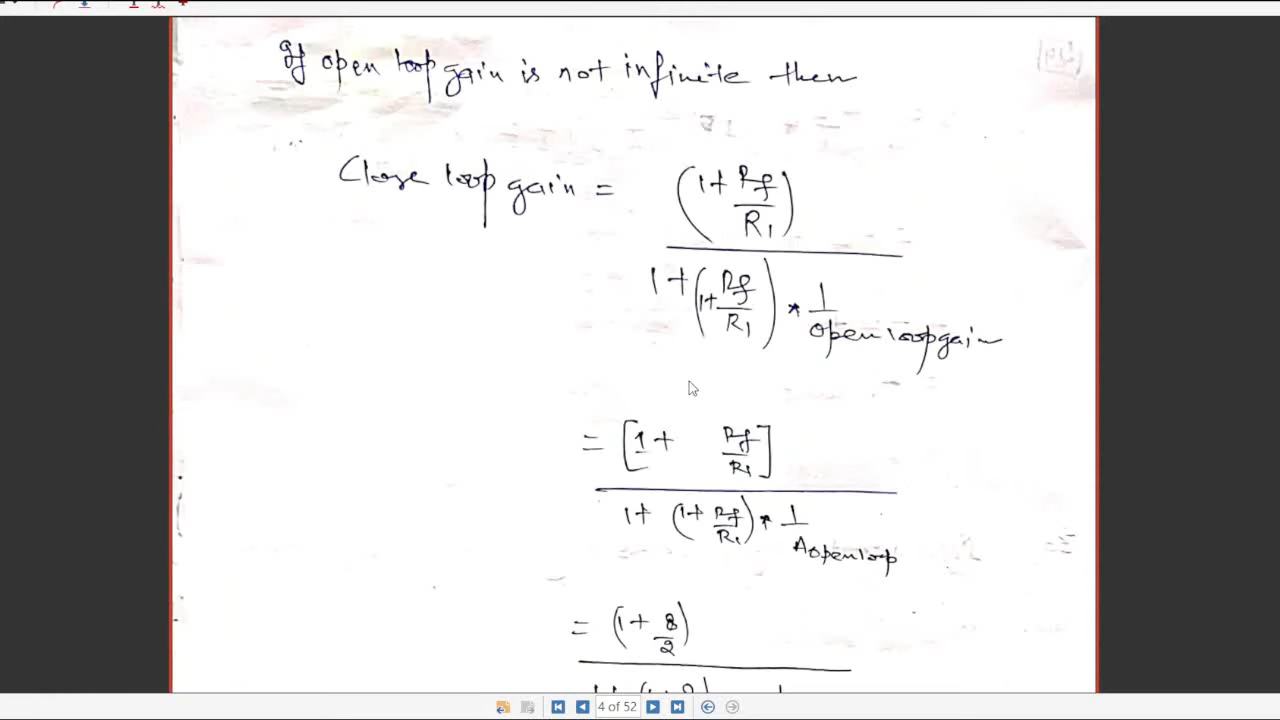 If open loop gain is not infinite then
Close loop gain = (1 + Rf/R1)
1 + (1 + Rf/R1) * 1/Open loop gain
= [1 + Rf/R1]
1 + (1 + Rf/R1) * 1/Aopenloop
= (1 + 8/2)
4 of 52